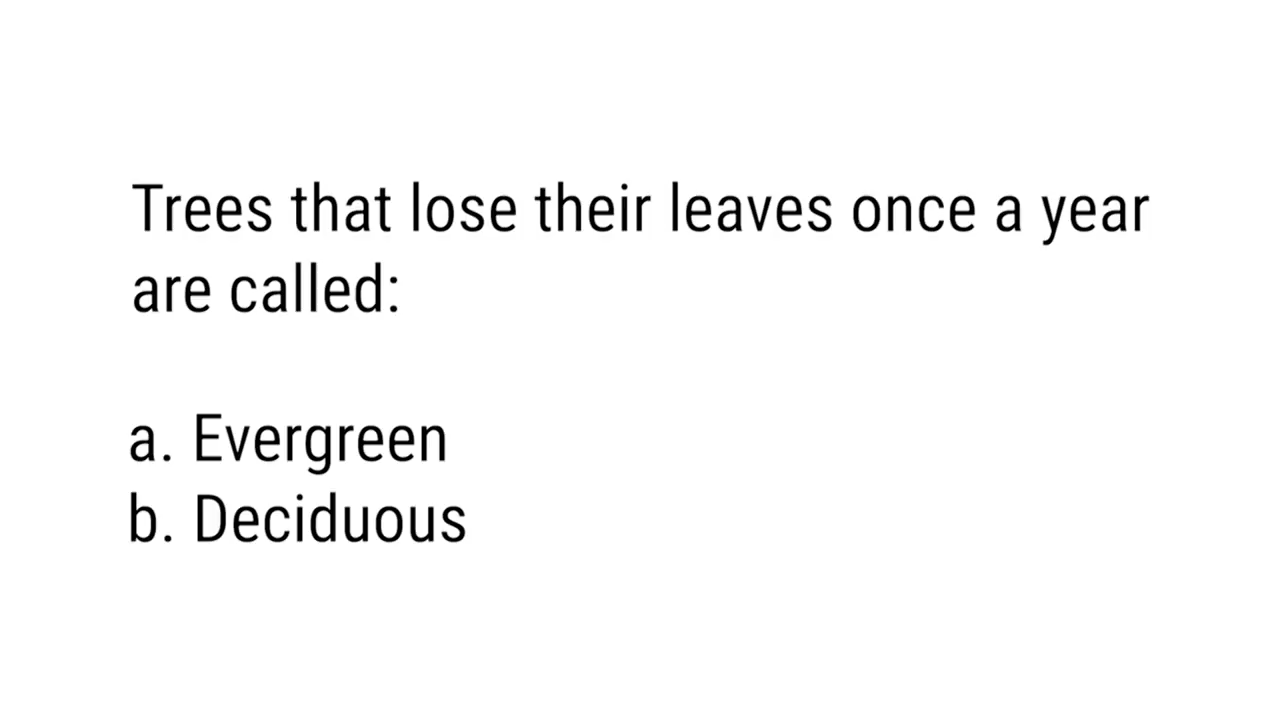 Trees that lose their leaves once a year
are called:
a. Evergreen
b. Deciduous